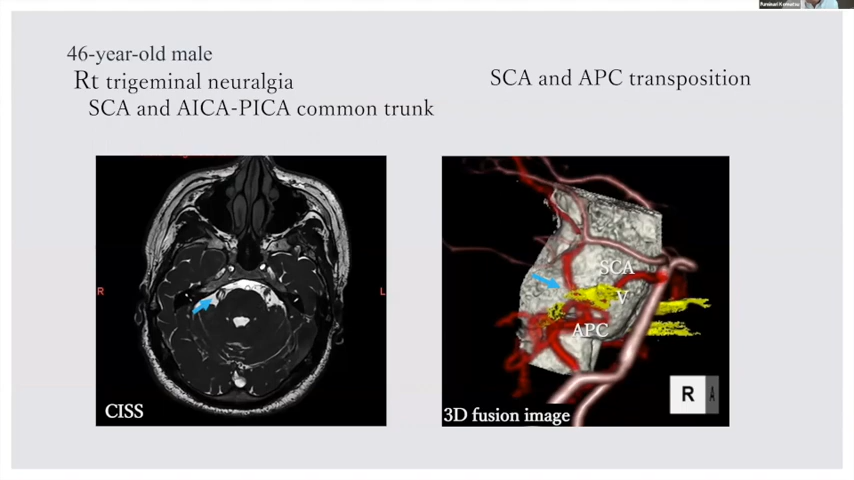 46-year-old male
Rt trigeminal neuralgia
SCA and AICA-PICA common trunk
SCA and APC transposition
R
L
CISS
SCA
V
APC
3D fusion image
R
A